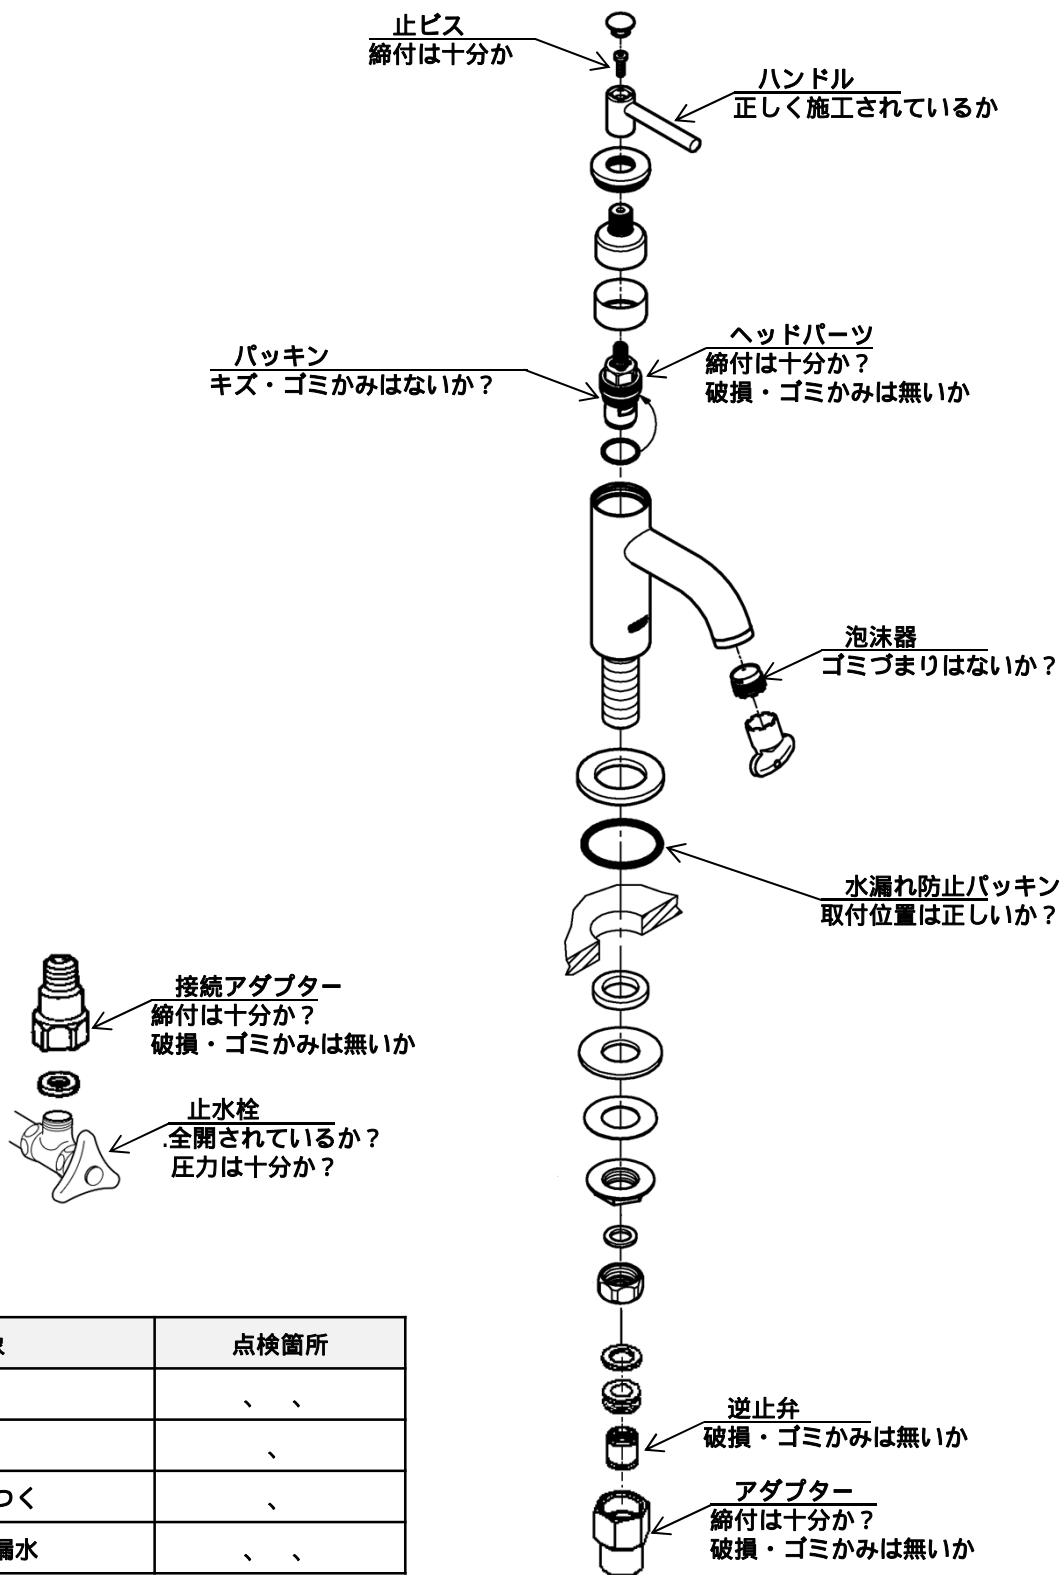 止ビス
締付は十分か
ハンドル
正しく施工されているか
ヘッドパーツ
締付は十分か？
破損・ゴミかみは無いか
パッキン
キズ・ゴミかみはないか？
泡沫器
ゴミづまりはないか？
水漏れ防止パッキン
取付位置は正しいか？
接続アダプター
締付は十分か？
破損・ゴミかみは無いか
止水栓
.全開されているか？
圧力は十分か？
点検箇所
、 、
、
つく 、
漏水 、 、
逆止弁
破損・ゴミかみは無いか
アダプター
締付は十分か？
破損・ゴミかみは無いか